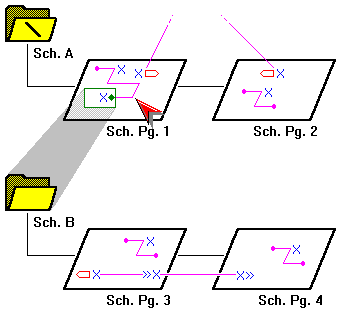 Sch. A
X
X
X
X
X
Sch. Pg. 1
Sch. Pg. 2
Sch. B
X
X
X
X
X
Sch. Pg. 3
Sch. Pg. 4